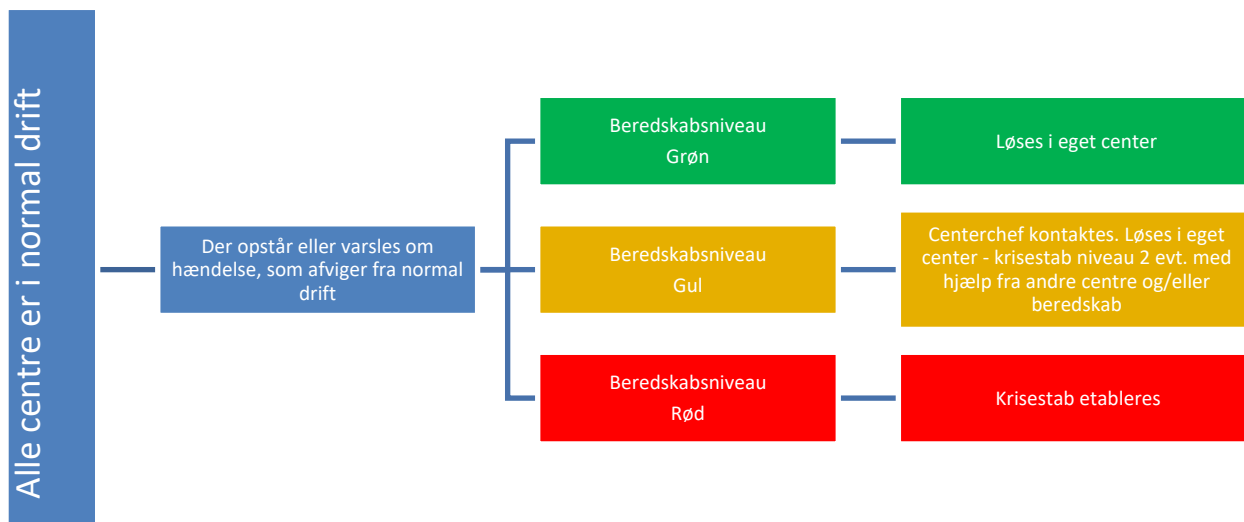 Alle centre er i normal drift
Der opstår eller varsles om
hændelse, som afviger fra normal
drift
Beredskabsniveau
Grøn
Løses i eget center
Beredskabsniveau
Gul
Centerchef kontaktes. Løses i eget
center - krisestab niveau 2 evt. med
hjælp fra andre centre og/eller
beredskab
Beredskabsniveau
Rød
Krisestab etableres